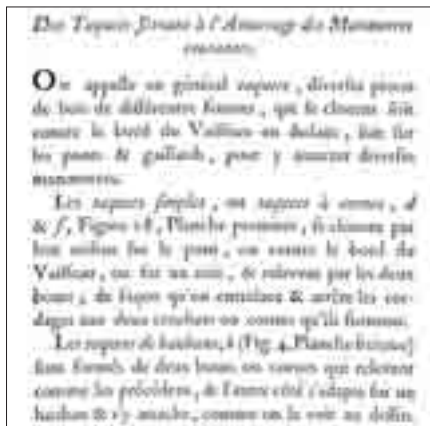 Des Taquets servant à l'Amarrage des Manœuvres
courantes.
On appelle en général taquets, diverses pieces
de bois de différentes formes, qui se clouent soit
contre le bord du Vaisseau en dedans, soit sur
les ponts & gaillards, pour y amarrer diverses
manœuvres.
Les taquets simples, ou taquets à cornes, d
& f, Figure 18, Planche premiere, se clouent par
leur milieu sur le pont, ou contre le bord du
Vaisseau, ou sur un mât, & relevent par les deux
bouts; de façon qu'on entrelace & arrête les cor-
dages aux deux crochets ou cornes qu'ils forment.
Les taquets de haubans, (Fig. 4, Planche
sont formés de deux bouts ou cornes qui relevent
comme les précédens, & l'autre côté s'adapte sur un
hauban & s'y attache, comme on le voit au dessin.